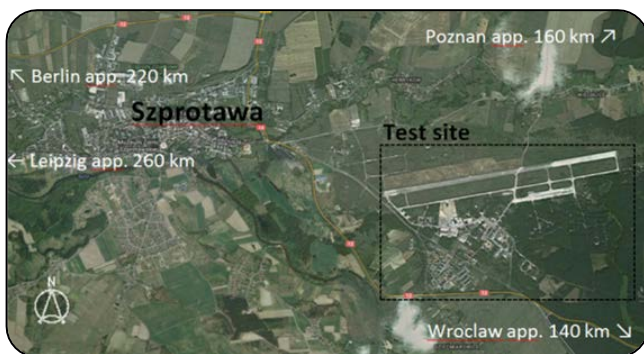 Poznan app. 160 km ↗
↖ Berlin app. 220 km
Szprotawa
Test site
← Leipzig app. 260 km
N
Wroclaw app. 140 km ↘